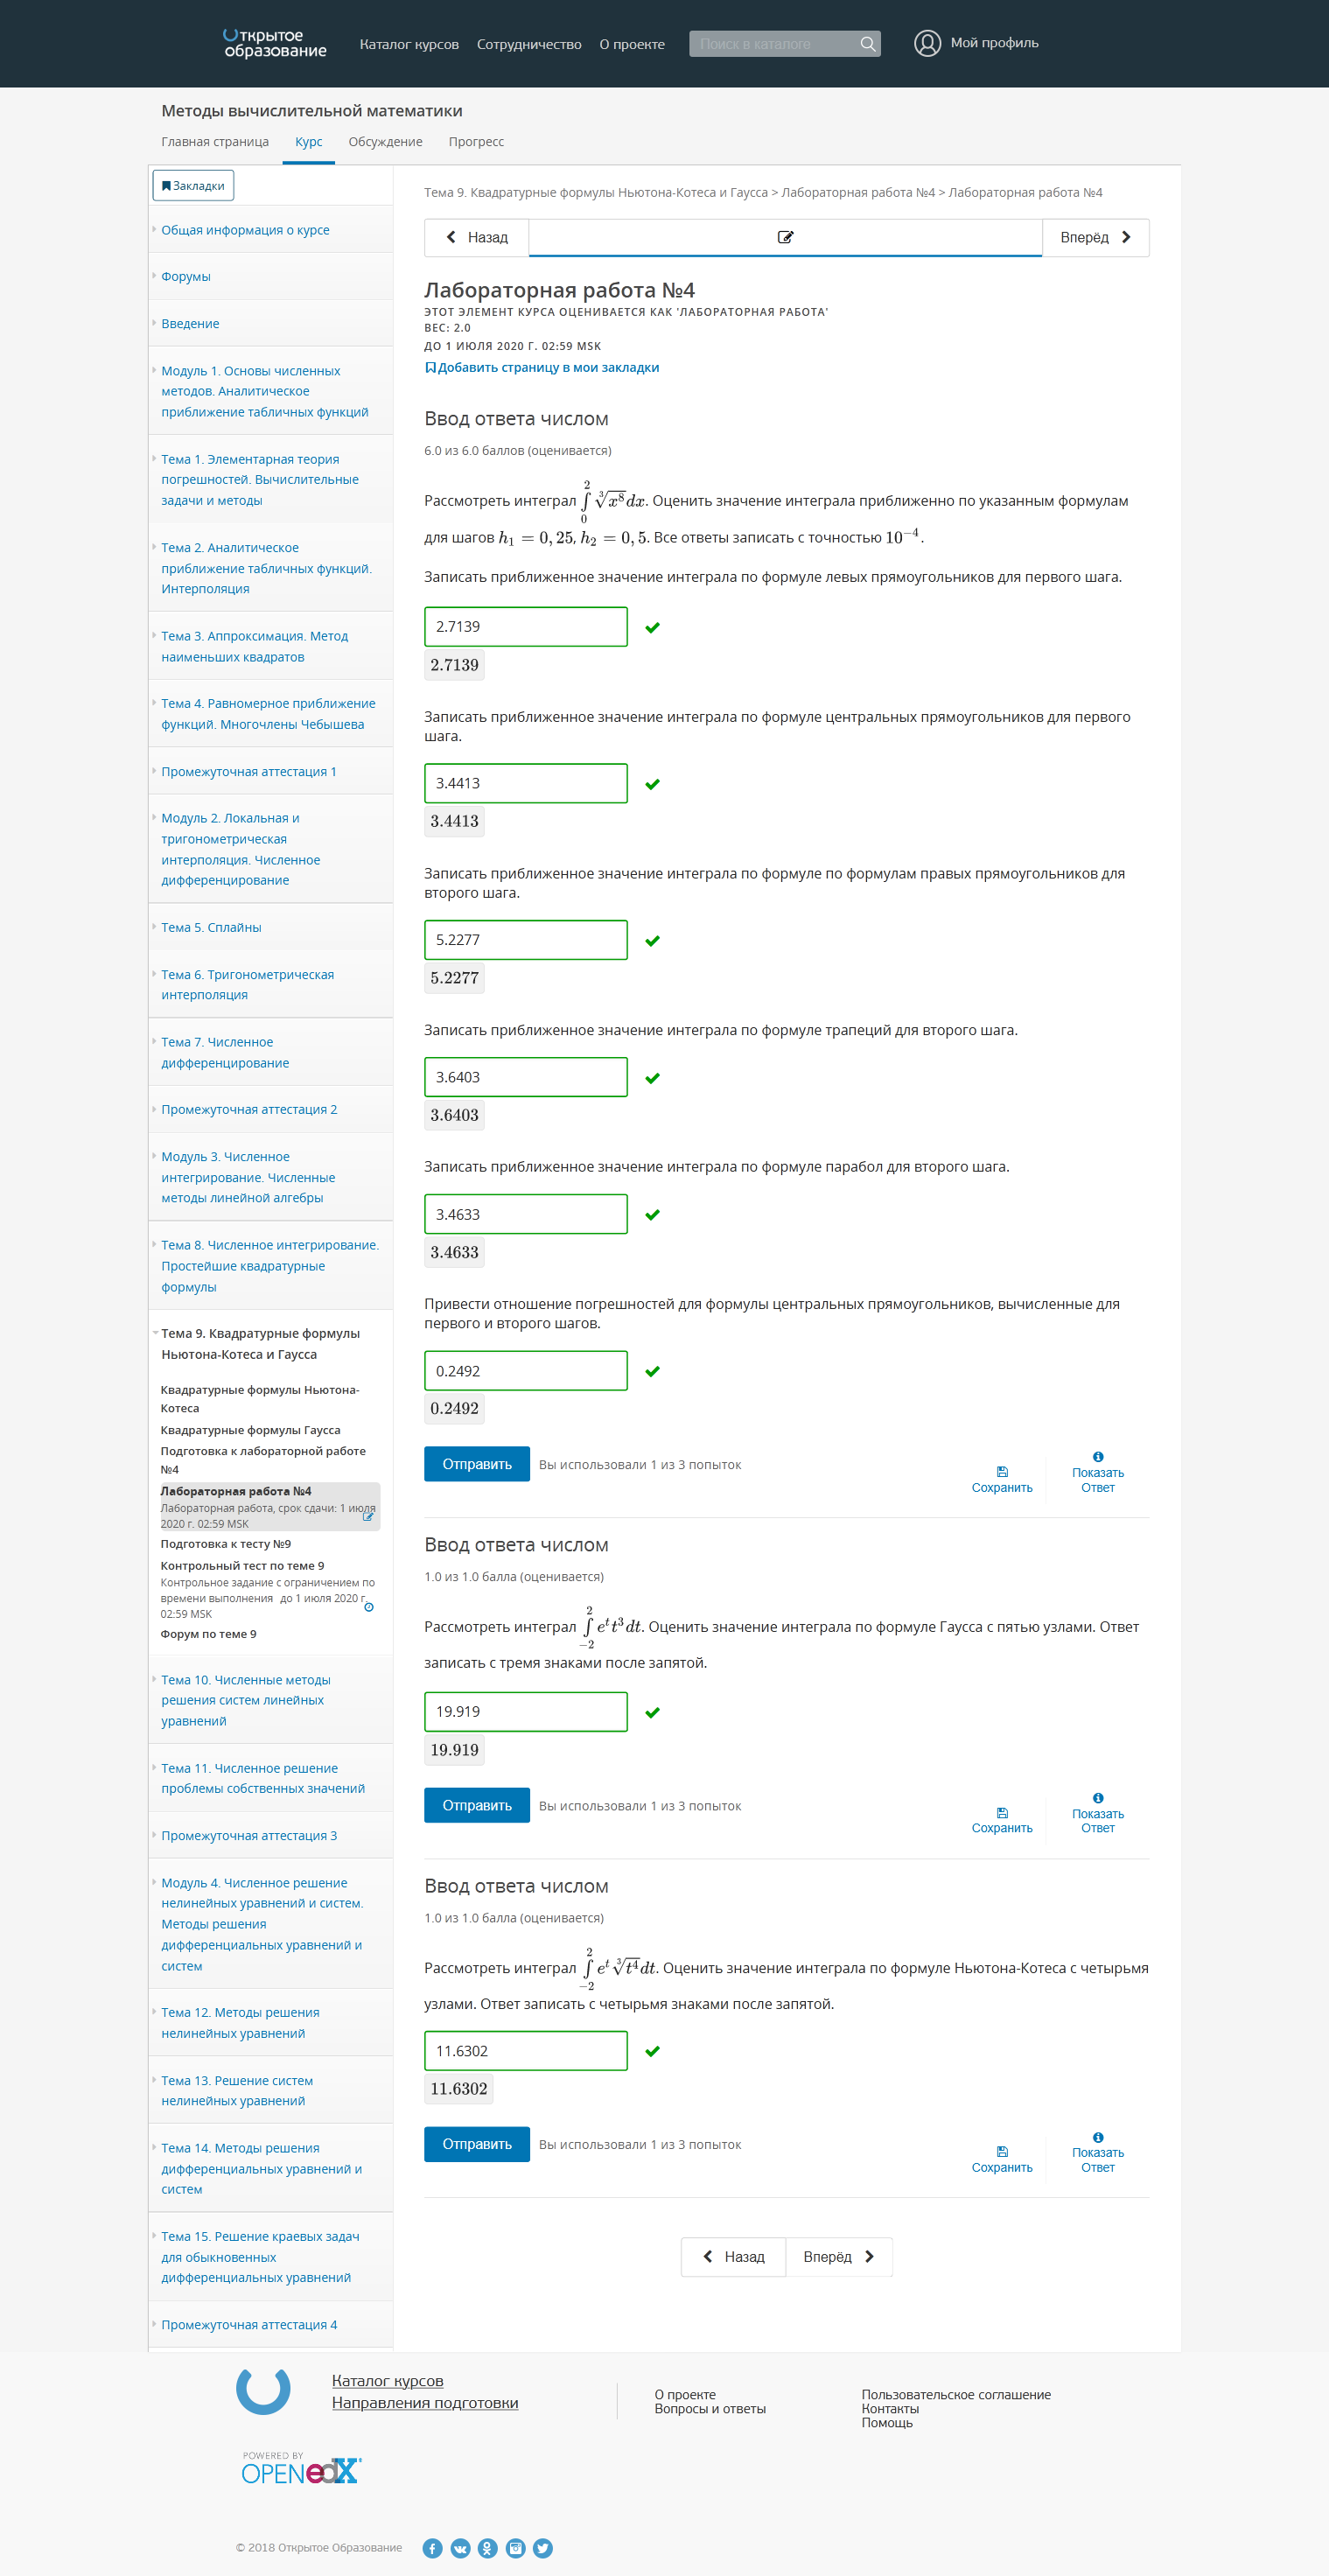 Открытое
образование
Каталог курсов
Сотрудничество
О проекте
Поиск в каталоге
Мой профиль
Методы вычислительной математики
Главная страница
Курс
Обсуждение
Прогресс
Закладки
Общая информация о курсе
Форумы
Введение
Модуль 1. Основы численных
методов. Аналитическое
приближение табличных функций
Тема 1. Элементарная теория
погрешностей. Вычислительные
задачи и методы
Тема 2. Аналитическое
приближение табличных функций.
Интерполяция
Тема 3. Аппроксимация. Метод
наименьших квадратов
Тема 4. Равномерное приближение
функций. Многочлены Чебышева
Промежуточная аттестация 1
Модуль 2. Локальная и
тригонометрическая
интерполяция. Численное
дифференцирование
Тема 5. Сплайны
Тема 6. Тригонометрическая
интерполяция
Тема 7. Численное
дифференцирование
Промежуточная аттестация 2
Модуль 3. Численное
интегрирование. Численные
методы линейной алгебры
Тема 8. Численное интегрирование.
Простейшие квадратурные
формулы
Тема 9. Квадратурные формулы
Ньютона-Котеса и Гаусса
Квадратурные формулы Ньютона-
Котеса
Квадратурные формулы Гаусса
Подготовка к лабораторной работе
№4
Лабораторная работа №4
Лабораторная работа, срок сдачи: 1 июля
2020 г. 02:59 MSK
Подготовка к тесту №9
Контрольный тест по теме 9
Контрольное задание с ограничением по
времени выполнения до 1 июля 2020 г.
02:59 MSK
Форум по теме 9
Тема 10. Численные методы
решения систем линейных
уравнений
Тема 11. Численное решение
проблемы собственных значений
Промежуточная аттестация 3
Модуль 4. Численное решение
нелинейных уравнений и систем.
Методы решения
дифференциальных уравнений и
систем
Тема 12. Методы решения
нелинейных уравнений
Тема 13. Решение систем
нелинейных уравнений
Тема 14. Методы решения
дифференциальных уравнений и
систем
Тема 15. Решение краевых задач
для обыкновенных
дифференциальных уравнений
Промежуточная аттестация 4
Тема 9. Квадратурные формулы Ньютона-Котеса и Гаусса > Лабораторная работа №4 > Лабораторная работа №4
Назад
Вперёд
Лабораторная работа №4
ЭТОТ ЭЛЕМЕНТ КУРСА ОЦЕНИВАЕТСЯ КАК 'ЛАБОРАТОРНАЯ РАБОТА'
ВЕС: 2.0
ДО 1 ИЮЛЯ 2020 Г. 02:59 MSK
Добавить страницу в мои закладки
Ввод ответа числом
6.0 из 6.0 баллов (оценивается)
Рассмотреть интеграл ∫₀² ∛(x⁸) dx. Оценить значение интеграла приближенно по указанным формулам
для шагов h₁ = 0, 25, h₂ = 0, 5. Все ответы записать с точностью 10⁻⁴.
Записать приближенное значение интеграла по формуле левых прямоугольников для первого шага.
2.7139
2.7139
Записать приближенное значение интеграла по формуле центральных прямоугольников для первого
шага.
3.4413
3.4413
Записать приближенное значение интеграла по формуле по формулам правых прямоугольников для
второго шага.
5.2277
5.2277
Записать приближенное значение интеграла по формуле трапеций для второго шага.
3.6403
3.6403
Записать приближенное значение интеграла по формуле парабол для второго шага.
3.4633
3.4633
Привести отношение погрешностей для формулы центральных прямоугольников, вычисленные для
первого и второго шагов.
0.2492
0.2492
Отправить
Вы использовали 1 из 3 попыток
Сохранить
Показать
Ответ
Ввод ответа числом
1.0 из 1.0 балла (оценивается)
Рассмотреть интеграл ∫₋₂² eᵗt³dt. Оценить значение интеграла по формуле Гаусса с пятью узлами. Ответ
записать с тремя знаками после запятой.
19.919
19.919
Отправить
Вы использовали 1 из 3 попыток
Сохранить
Показать
Ответ
Ввод ответа числом
1.0 из 1.0 балла (оценивается)
Рассмотреть интеграл ∫₋₂² eᵗ ∛(t⁴) dt. Оценить значение интеграла по формуле Ньютона-Котеса с четырьмя
узлами. Ответ записать с четырьмя знаками после запятой.
11.6302
11.6302
Отправить
Вы использовали 1 из 3 попыток
Сохранить
Показать
Ответ
Назад
Вперёд
Каталог курсов
Направления подготовки
О проекте
Вопросы и ответы
Пользовательское соглашение
Контакты
Помощь
POWERED BY
OPEN edX
© 2018 Открытое Образование